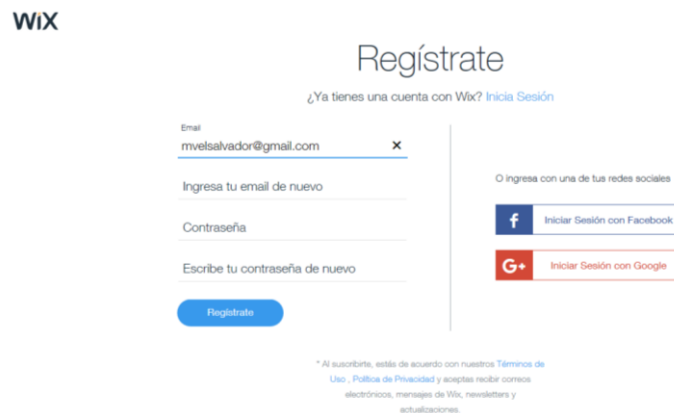 WiX
Regístrate
¿Ya tienes una cuenta con Wix? Inicia Sesión
Email
mvelsalvador@gmail.com
Ingresa tu email de nuevo
Contraseña
Escribe tu contraseña de nuevo
Regístrate
O ingresa con una de tus redes sociales
f Iniciar Sesión con Facebook
G+ Iniciar Sesión con Google
* Al suscribirte, estás de acuerdo con nuestros Términos de
Uso , Política de Privacidad y aceptas recibir correos
electrónicos, mensajes de Wix, newsletters y
actualizaciones.